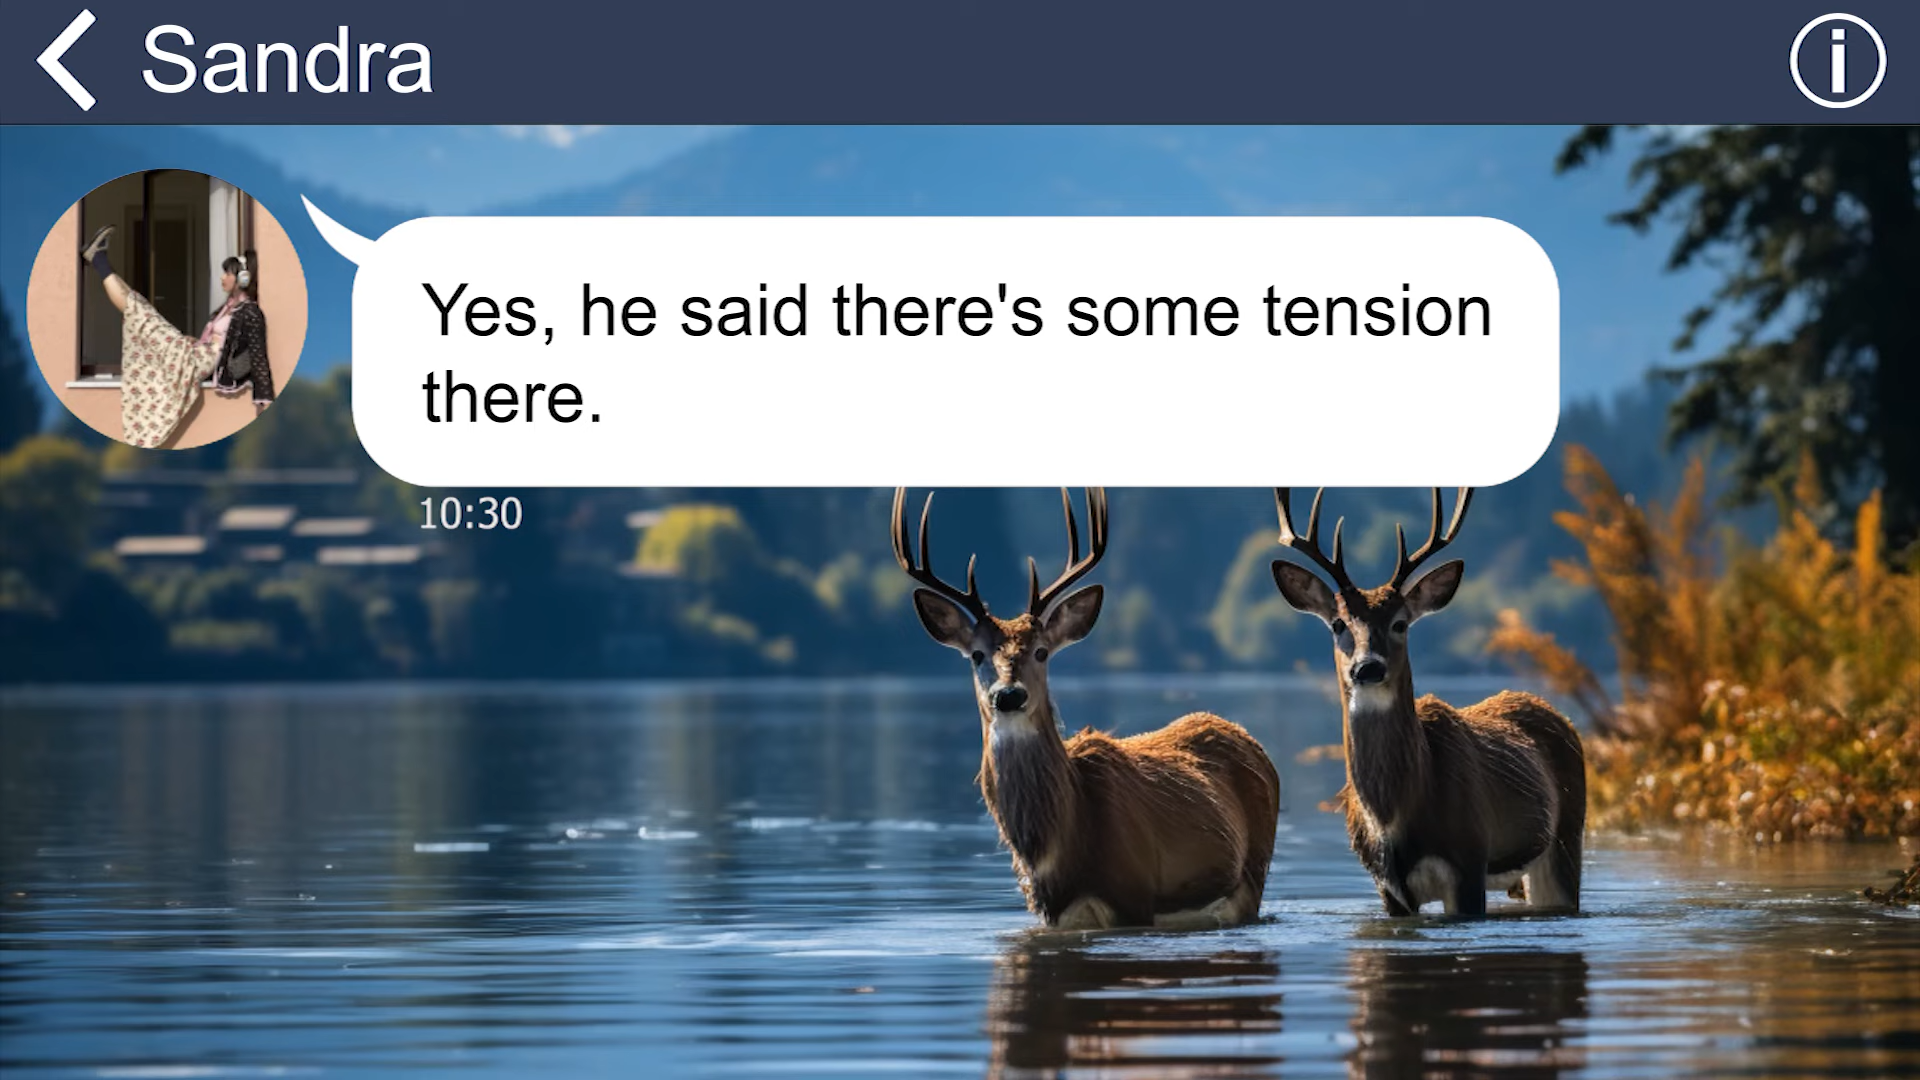 Sandra
Yes, he said there's some tension
there.
10:30